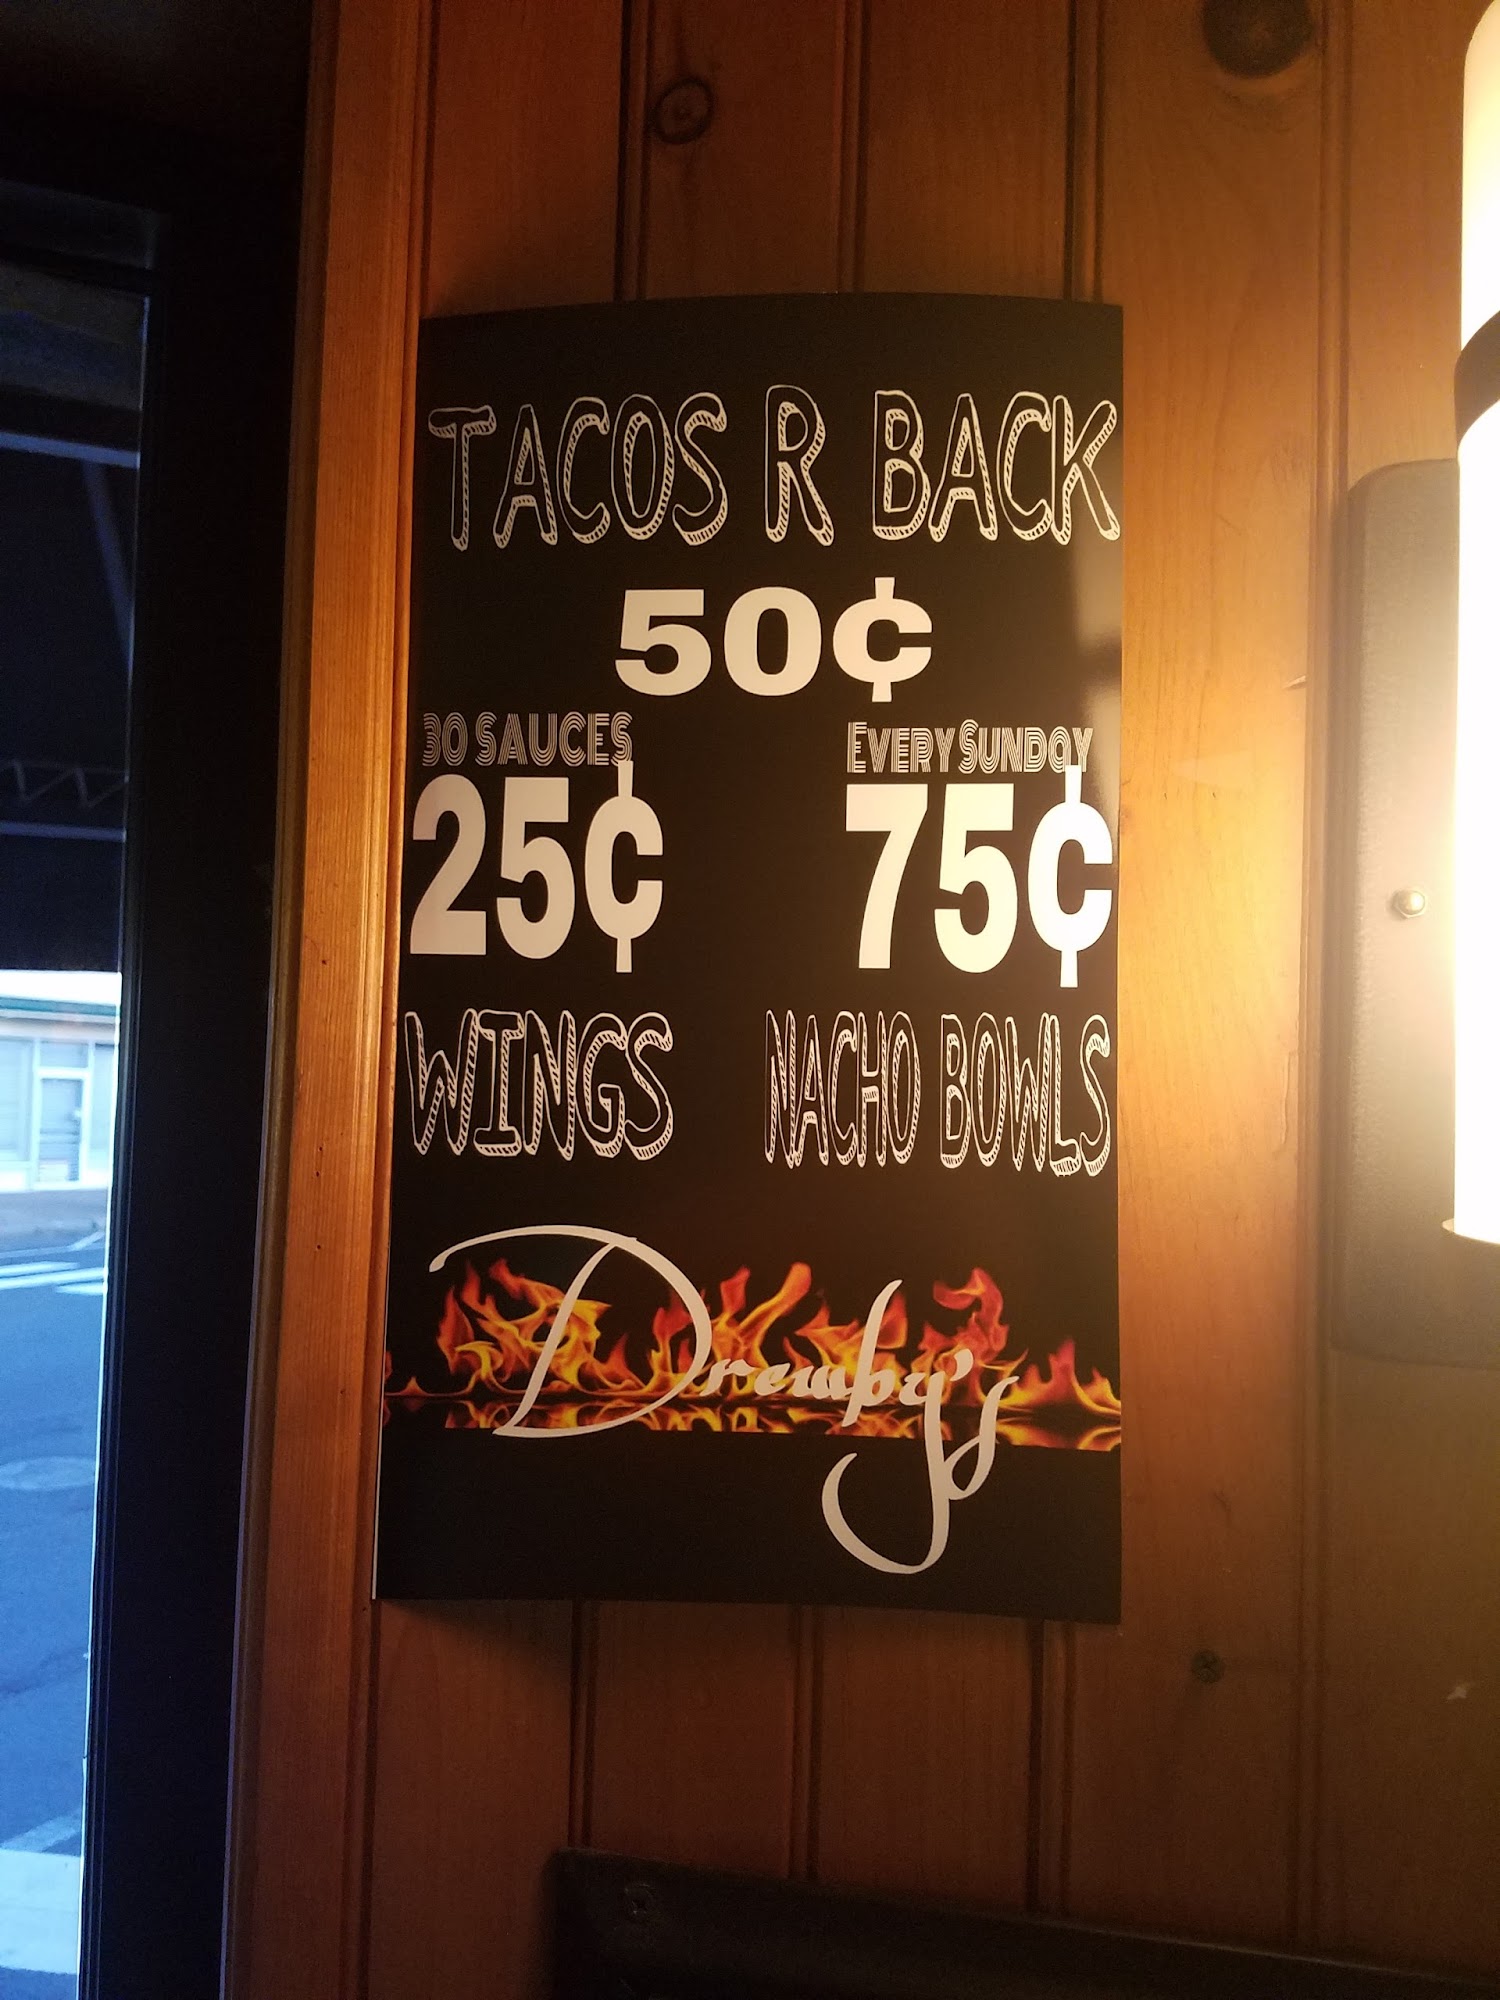 TACOS R BACK
50¢
30 SAUCES
25¢
WINGS
EVERY SUNDAY
75¢
NACHO BOWLS
Drewby's